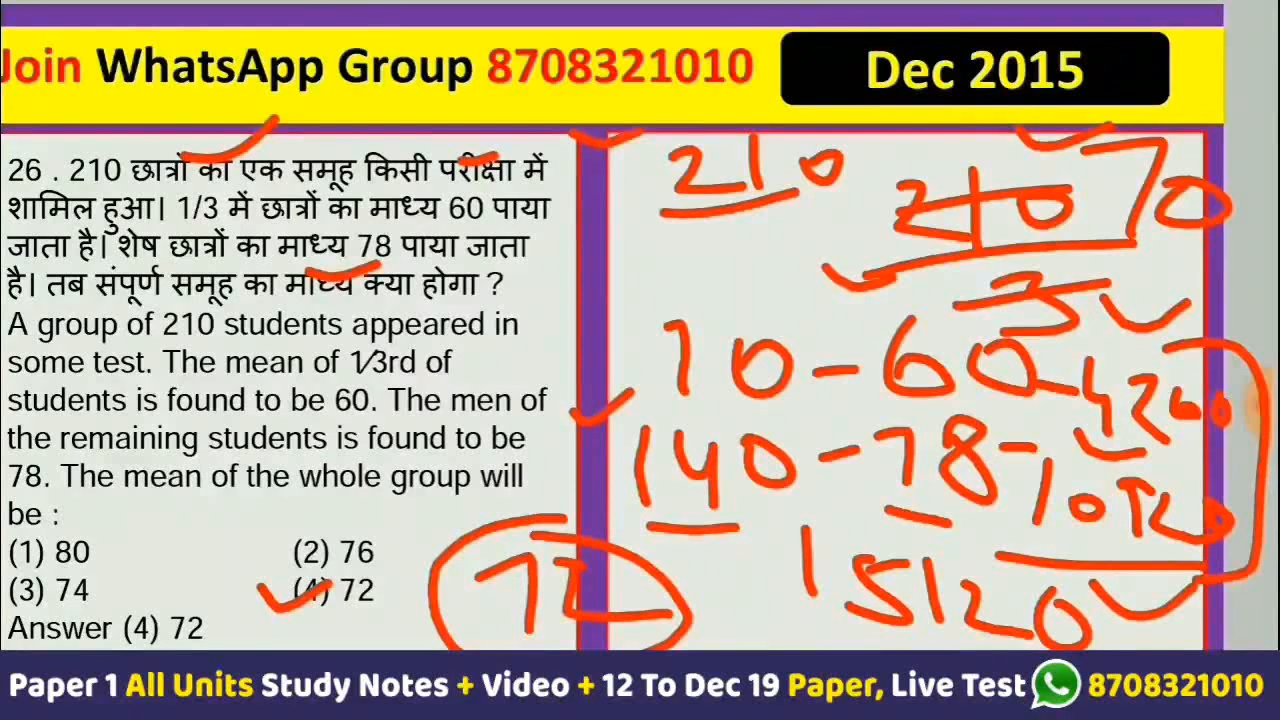 Join WhatsApp Group 8708321010
Dec 2015
26 . 210 छात्रों का एक समूह किसी परीक्षा में
शामिल हुआ। 1/3 में छात्रों का माध्य 60 पाया
जाता है। शेष छात्रों का माध्य 78 पाया जाता
है। तब संपूर्ण समूह का माध्य क्या होगा ?
A group of 210 students appeared in
some test. The mean of 1⁄3rd of
students is found to be 60. The men of
the remaining students is found to be
78. The mean of the whole group will
be :
(1) 80 (2) 76
(3) 74 (4) 72
Answer (4) 72
72
210
210 70
3
70 - 60 - 4200
140 - 78 - 10920
15120
Paper 1 All Units Study Notes + Video + 12 To Dec 19 Paper, Live Test 8708321010